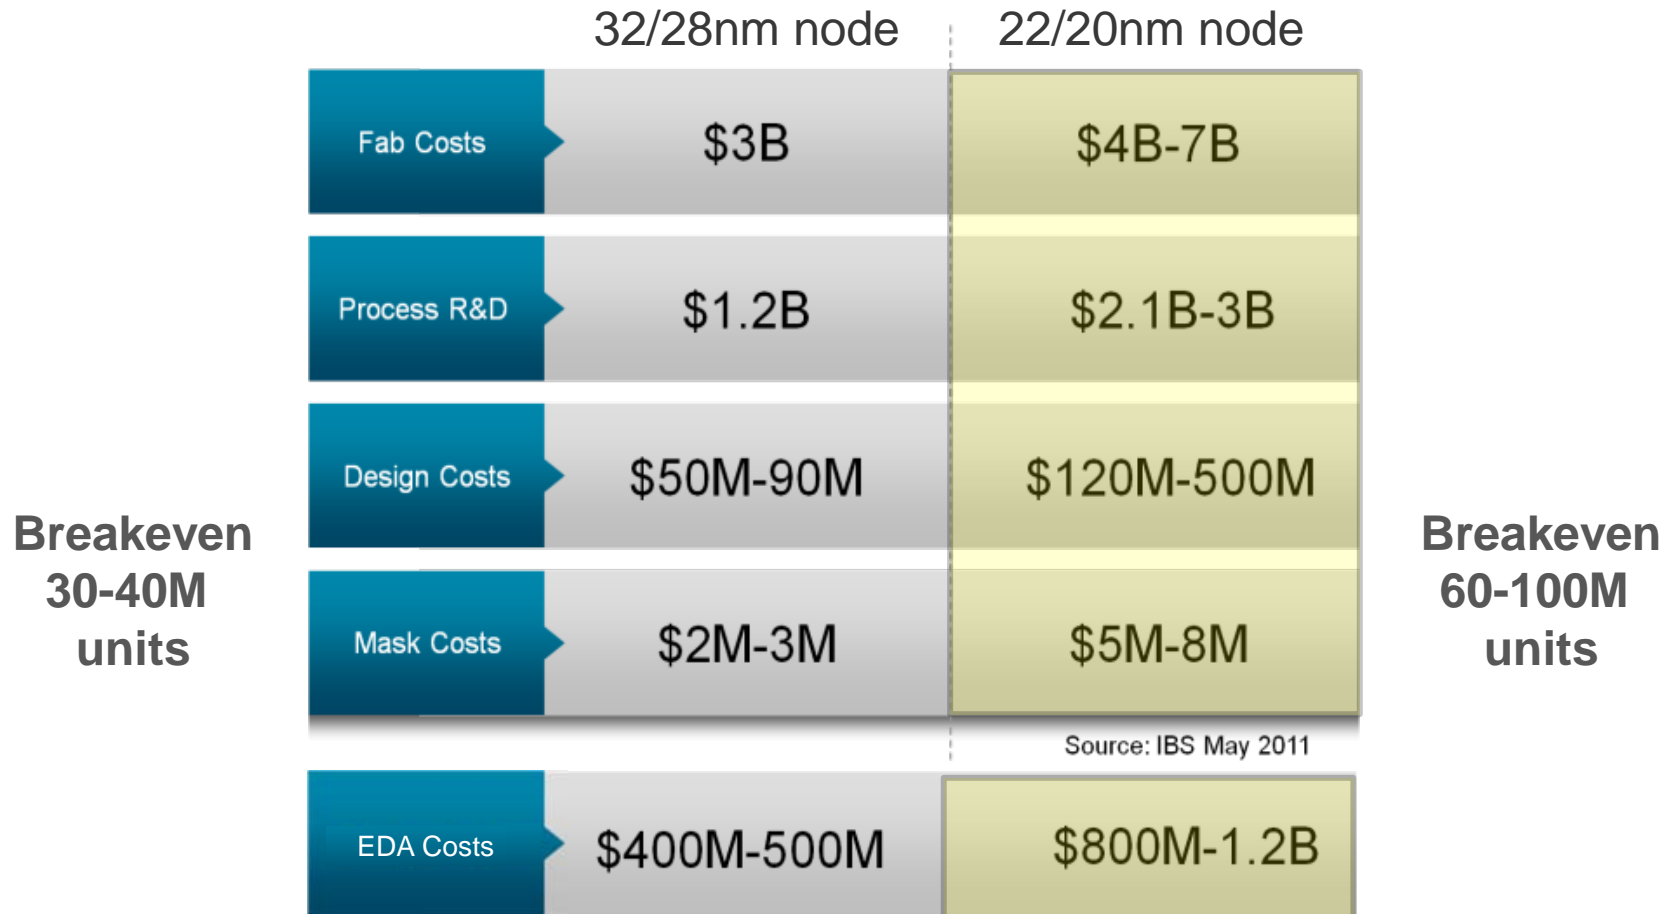 32/28nm node
22/20nm node
Fab Costs
$3B
$4B-7B
Process R&D
$1.2B
$2.1B-3B
Design Costs
$50M-90M
$120M-500M
Breakeven
30-40M
units
Breakeven
60-100M
units
Mask Costs
$2M-3M
$5M-8M
Source: IBS May 2011
EDA Costs
$400M-500M
$800M-1.2B